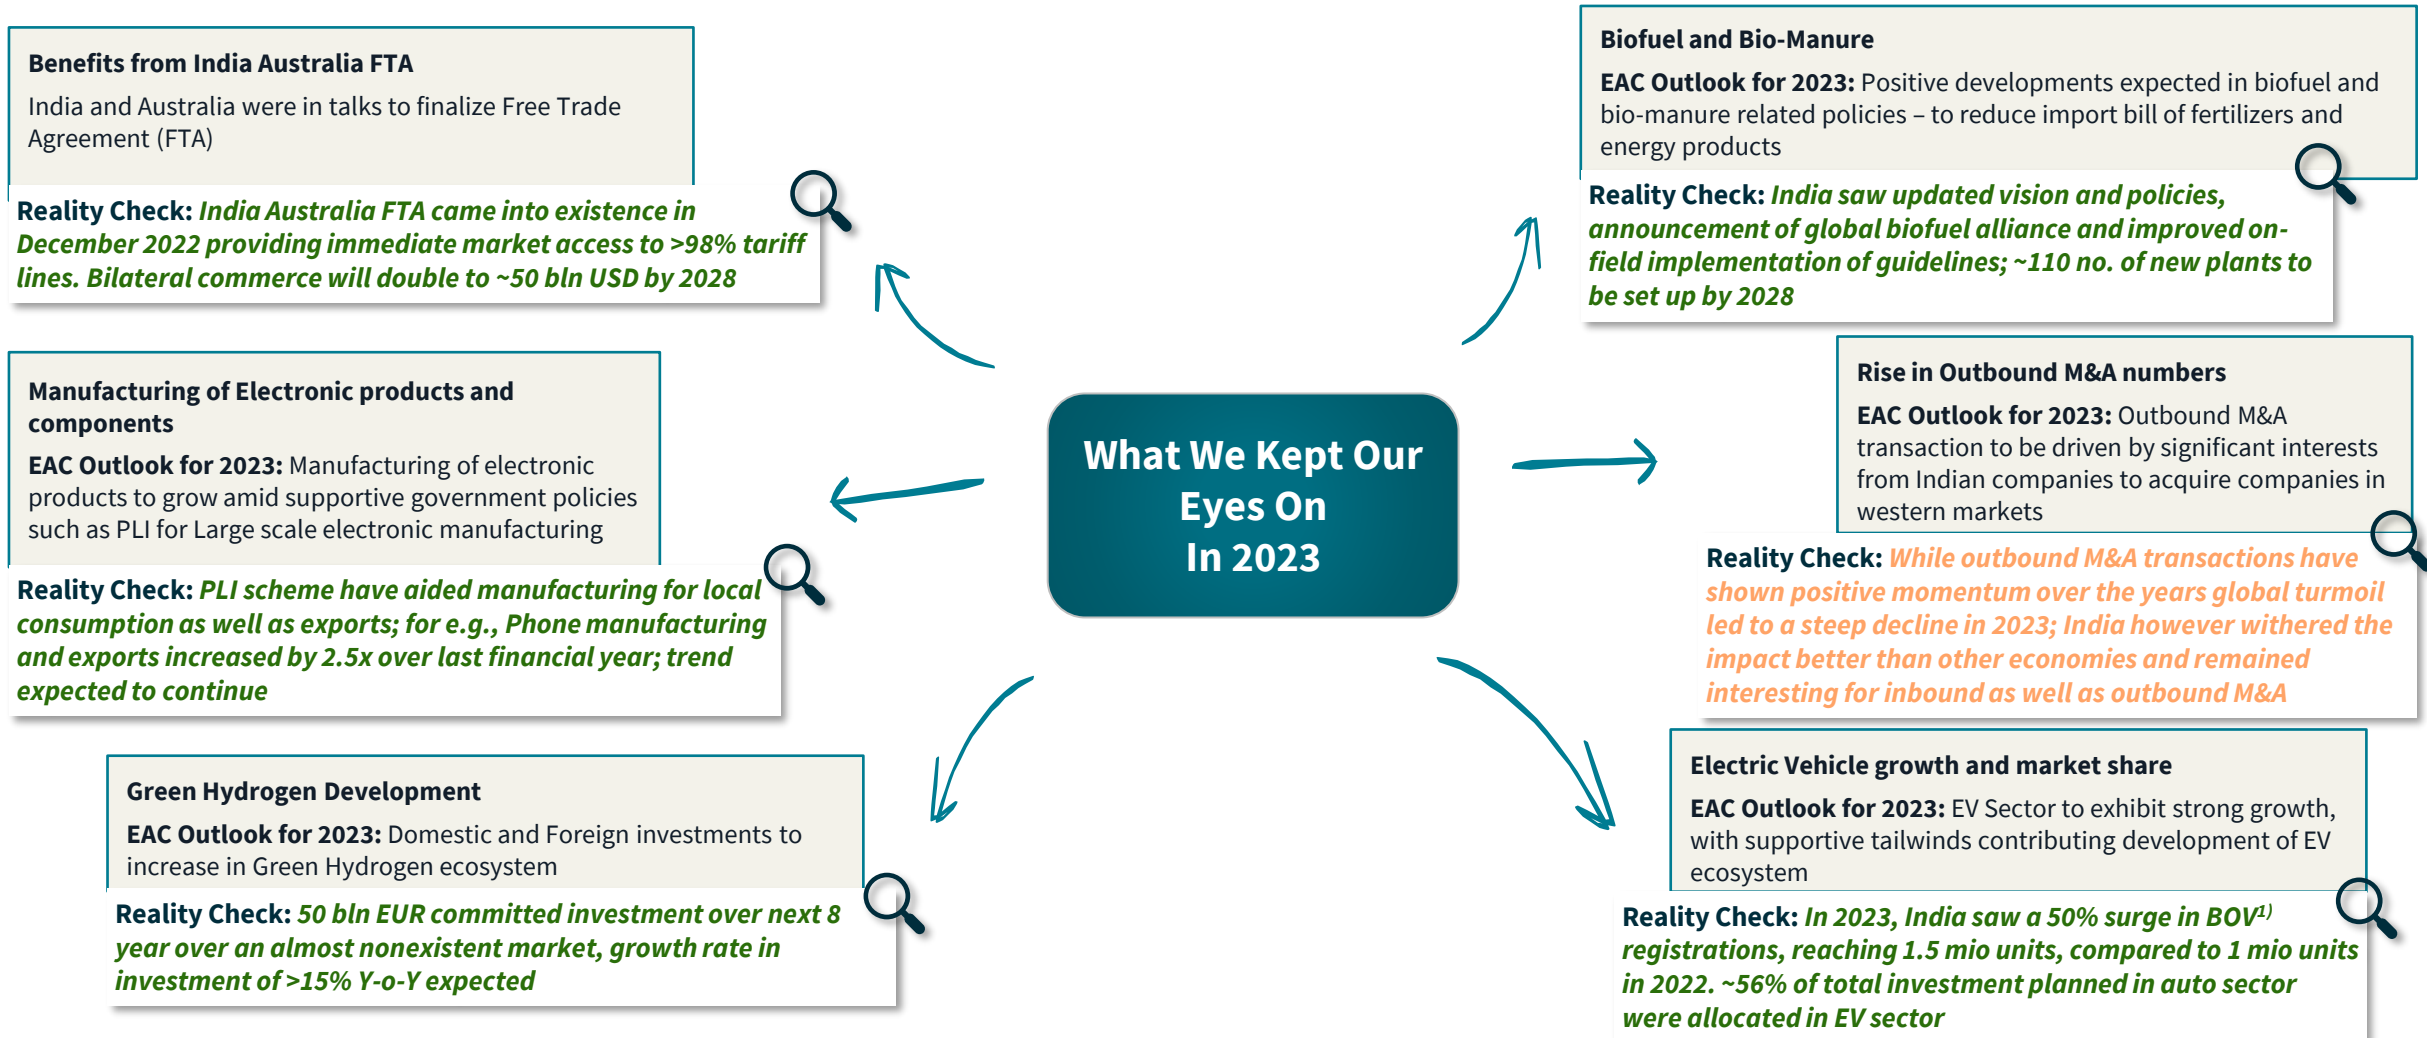 Benefits from India Australia FTA
India and Australia were in talks to finalize Free Trade
Agreement (FTA)
Reality Check: India Australia FTA came into existence in
December 2022 providing immediate market access to >98% tariff
lines. Bilateral commerce will double to ~50 bln USD by 2028
Manufacturing of Electronic products and
components
EAC Outlook for 2023: Manufacturing of electronic
products to grow amid supportive government policies
such as PLI for Large scale electronic manufacturing
Reality Check: PLI scheme have aided manufacturing for local
consumption as well as exports; for e.g., Phone manufacturing
and exports increased by 2.5x over last financial year; trend
expected to continue
Green Hydrogen Development
EAC Outlook for 2023: Domestic and Foreign investments to
increase in Green Hydrogen ecosystem
Reality Check: 50 bln EUR committed investment over next 8
year over an almost nonexistent market, growth rate in
investment of >15% Y-o-Y expected
What We Kept Our
Eyes On
In 2023
Biofuel and Bio-Manure
EAC Outlook for 2023: Positive developments expected in biofuel and
bio-manure related policies – to reduce import bill of fertilizers and
energy products
Reality Check: India saw updated vision and policies,
announcement of global biofuel alliance and improved on-
field implementation of guidelines; ~110 no. of new plants to
be set up by 2028
Rise in Outbound M&A numbers
EAC Outlook for 2023: Outbound M&A
transaction to be driven by significant interests
from Indian companies to acquire companies in
western markets
Reality Check: While outbound M&A transactions have
shown positive momentum over the years global turmoil
led to a steep decline in 2023; India however withered the
impact better than other economies and remained
interesting for inbound as well as outbound M&A
Electric Vehicle growth and market share
EAC Outlook for 2023: EV Sector to exhibit strong growth,
with supportive tailwinds contributing development of EV
ecosystem
Reality Check: In 2023, India saw a 50% surge in BOV1)
registrations, reaching 1.5 mio units, compared to 1 mio units
in 2022. ~56% of total investment planned in auto sector
were allocated in EV sector